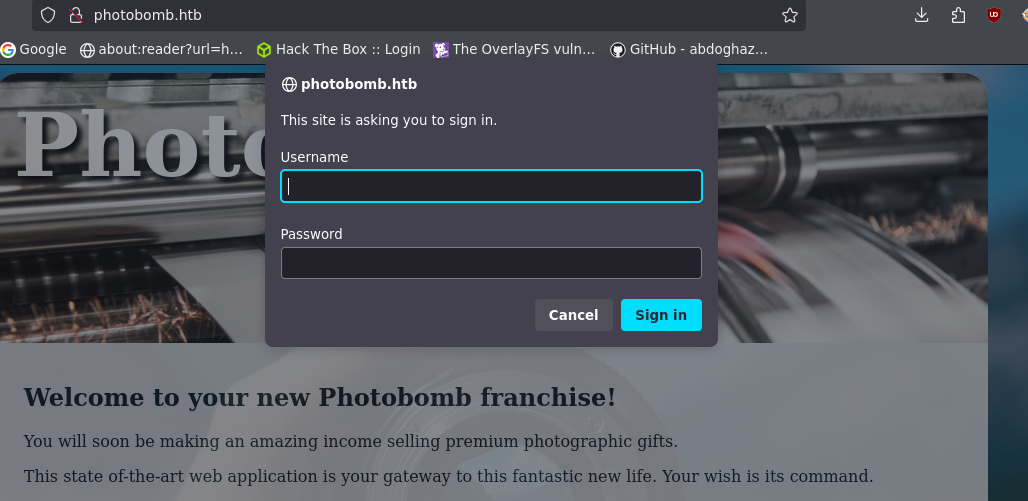 photobomb.htb
Google about:reader?url=h... Hack The Box :: Login The OverlayFS vuln... GitHub - abdoghaz...
Photo
photobomb.htb
This site is asking you to sign in.
Username
Password
Cancel Sign in
Welcome to your new Photobomb franchise!
You will soon be making an amazing income selling premium photographic gifts.
This state of-the-art web application is your gateway to this fantastic new life. Your wish is its command.